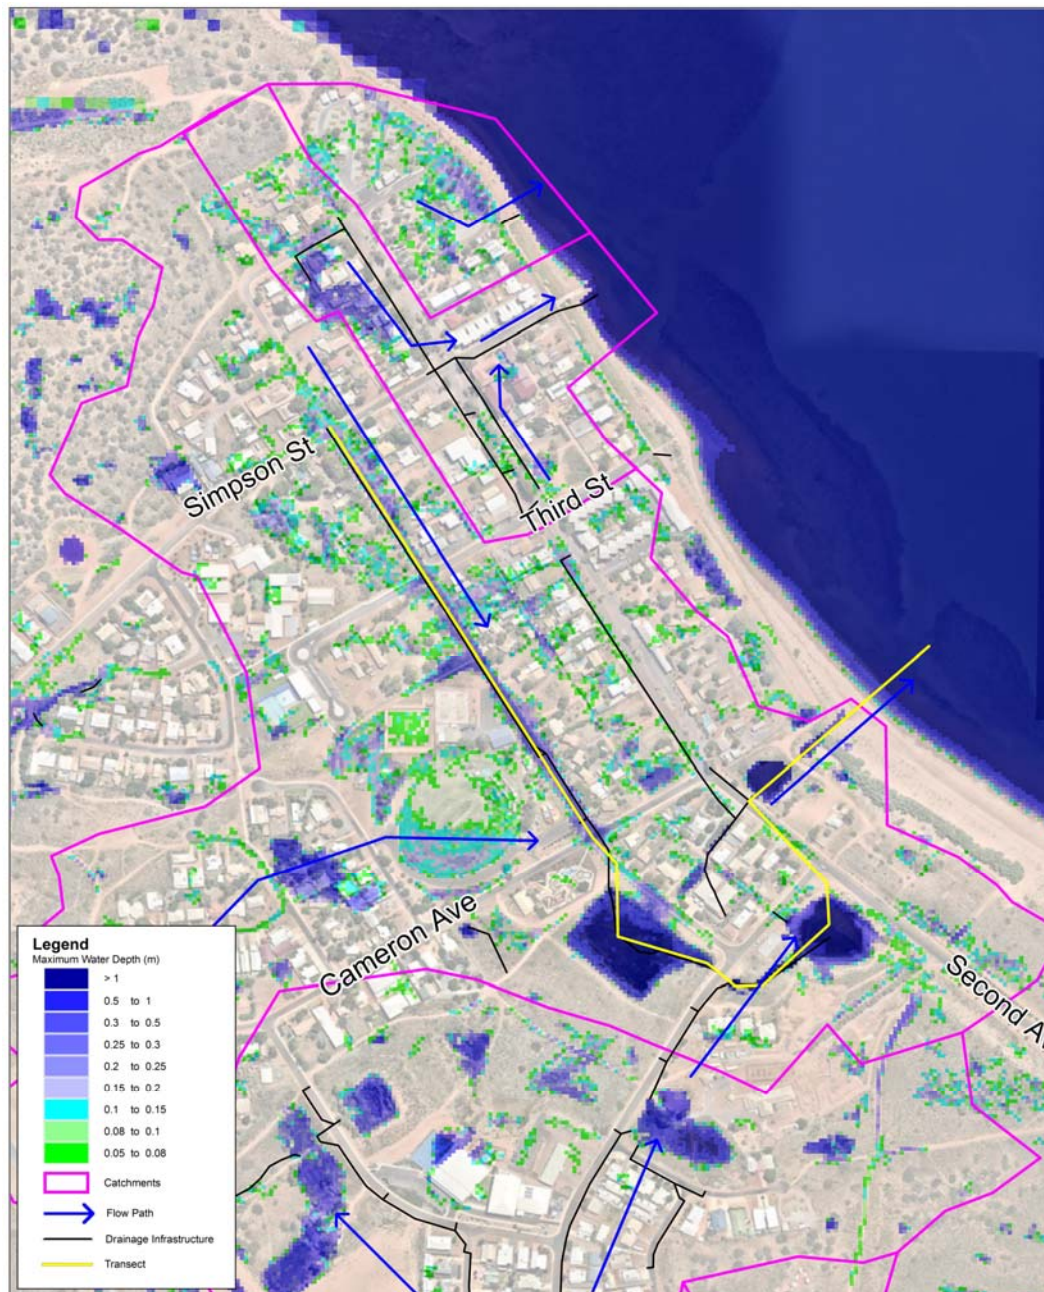 Simpson St
Third St
Cameron Ave
Second Av
Legend
Maximum Water Depth (m)
> 1
0.5 to 1
0.3 to 0.5
0.25 to 0.3
0.2 to 0.25
0.15 to 0.2
0.1 to 0.15
0.08 to 0.1
0.05 to 0.08
Catchments
Flow Path
Drainage Infrastructure
Transect